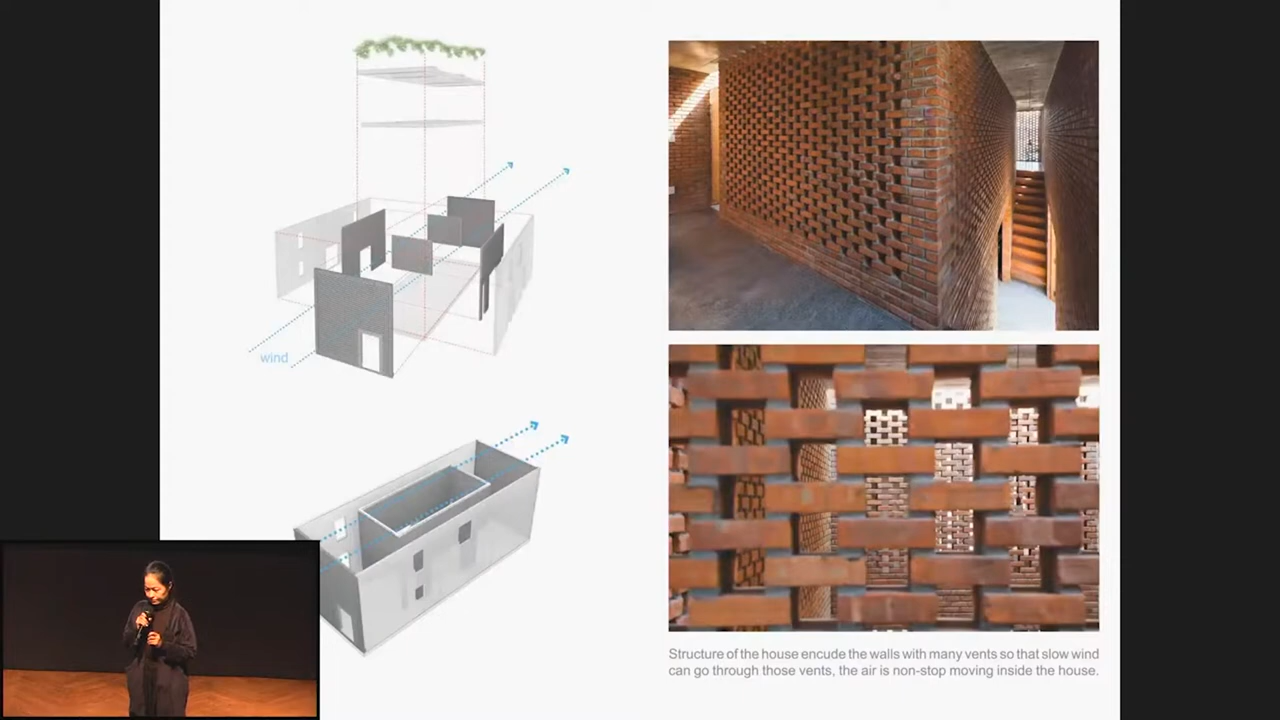 wind
Structure of the house encude the walls with many vents so that slow wind
can go through those vents, the air is non-stop moving inside the house.